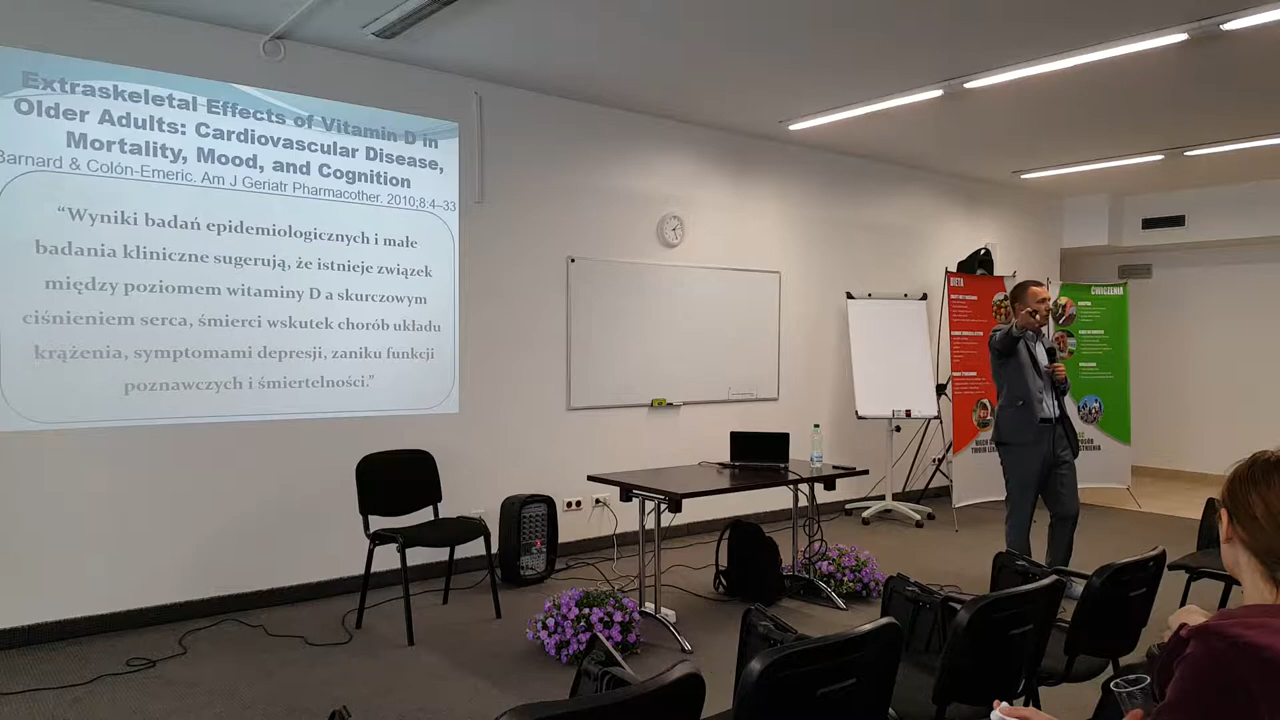 Extraskeletal Effects of Vitamin D in
Older Adults: Cardiovascular Disease,
Mortality, Mood, and Cognition
Barnard & Colón-Emeric. Am J Geriatr Pharmacother. 2010;8:4–33
“Wyniki badań epidemiologicznych i małe
badania kliniczne sugerują, że istnieje związek
między poziomem witaminy D a skurczowym
ciśnieniem serca, śmierci wskutek chorób układu
krążenia, symptomami depresji, zaniku funkcji
poznawczych i śmiertelności.”
DIETA
ĆWICZENIA